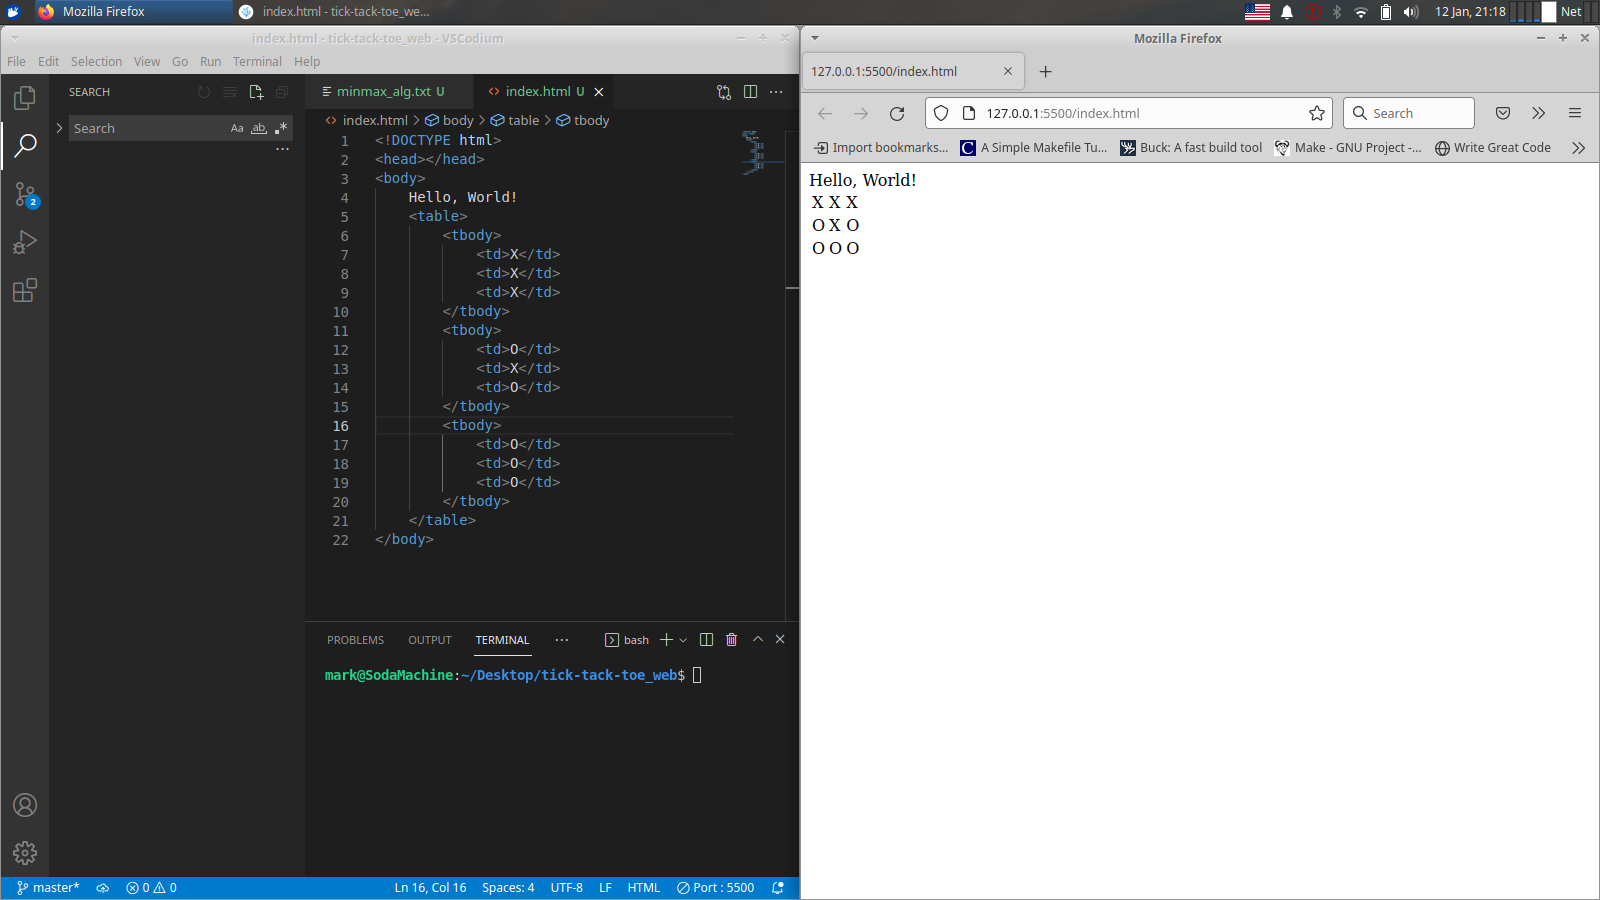 Mozilla Firefox
index.html - tick-tack-toe_we...
12 Jan, 21:18
Net
index.html - tick-tack-toe_web - VSCodium
File Edit Selection View Go Run Terminal Help
SEARCH
Search
Aa ab
2
minmax_alg.txt U
index.html U
index.html > body > table > tbody
1 <!DOCTYPE html>
2 <head></head>
3 <body>
4 Hello, World!
5 <table>
6 <tbody>
7 <td>X</td>
8 <td>X</td>
9 <td>X</td>
10 </tbody>
11 <tbody>
12 <td>O</td>
13 <td>X</td>
14 <td>O</td>
15 </tbody>
16 <tbody>
17 <td>O</td>
18 <td>O</td>
19 <td>O</td>
20 </tbody>
21 </table>
22 </body>
PROBLEMS OUTPUT TERMINAL ...
bash
mark@SodaMachine:~/Desktop/tick-tack-toe_web$
master* 0 0 Ln 16, Col 16 Spaces: 4 UTF-8 LF HTML Port : 5500
Mozilla Firefox
127.0.0.1:5500/index.html
127.0.0.1:5500/index.html
Search
Import bookmarks... A Simple Makefile Tu... Buck: A fast build tool Make - GNU Project -... Write Great Code
Hello, World!
X X X
O X O
O O O